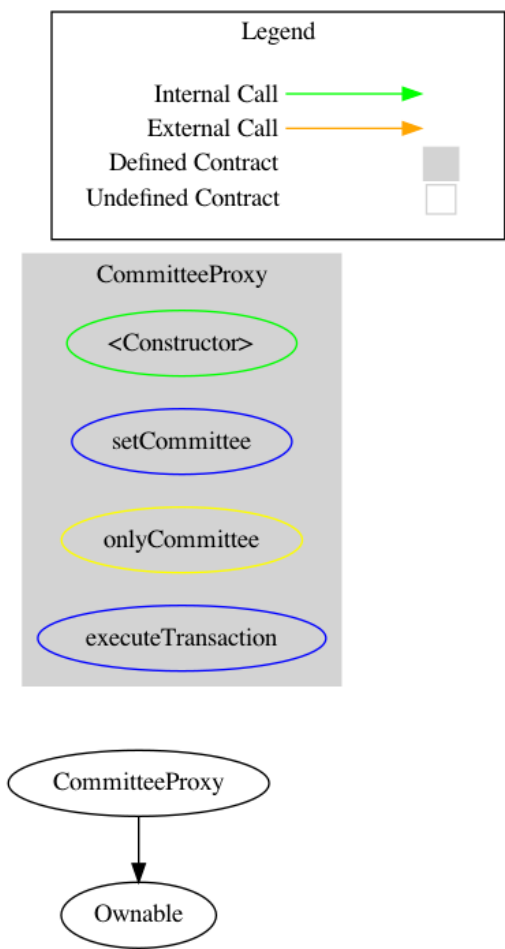 Legend
Internal Call
External Call
Defined Contract
Undefined Contract
CommitteeProxy
<Constructor>
setCommittee
onlyCommittee
executeTransaction
CommitteeProxy
Ownable